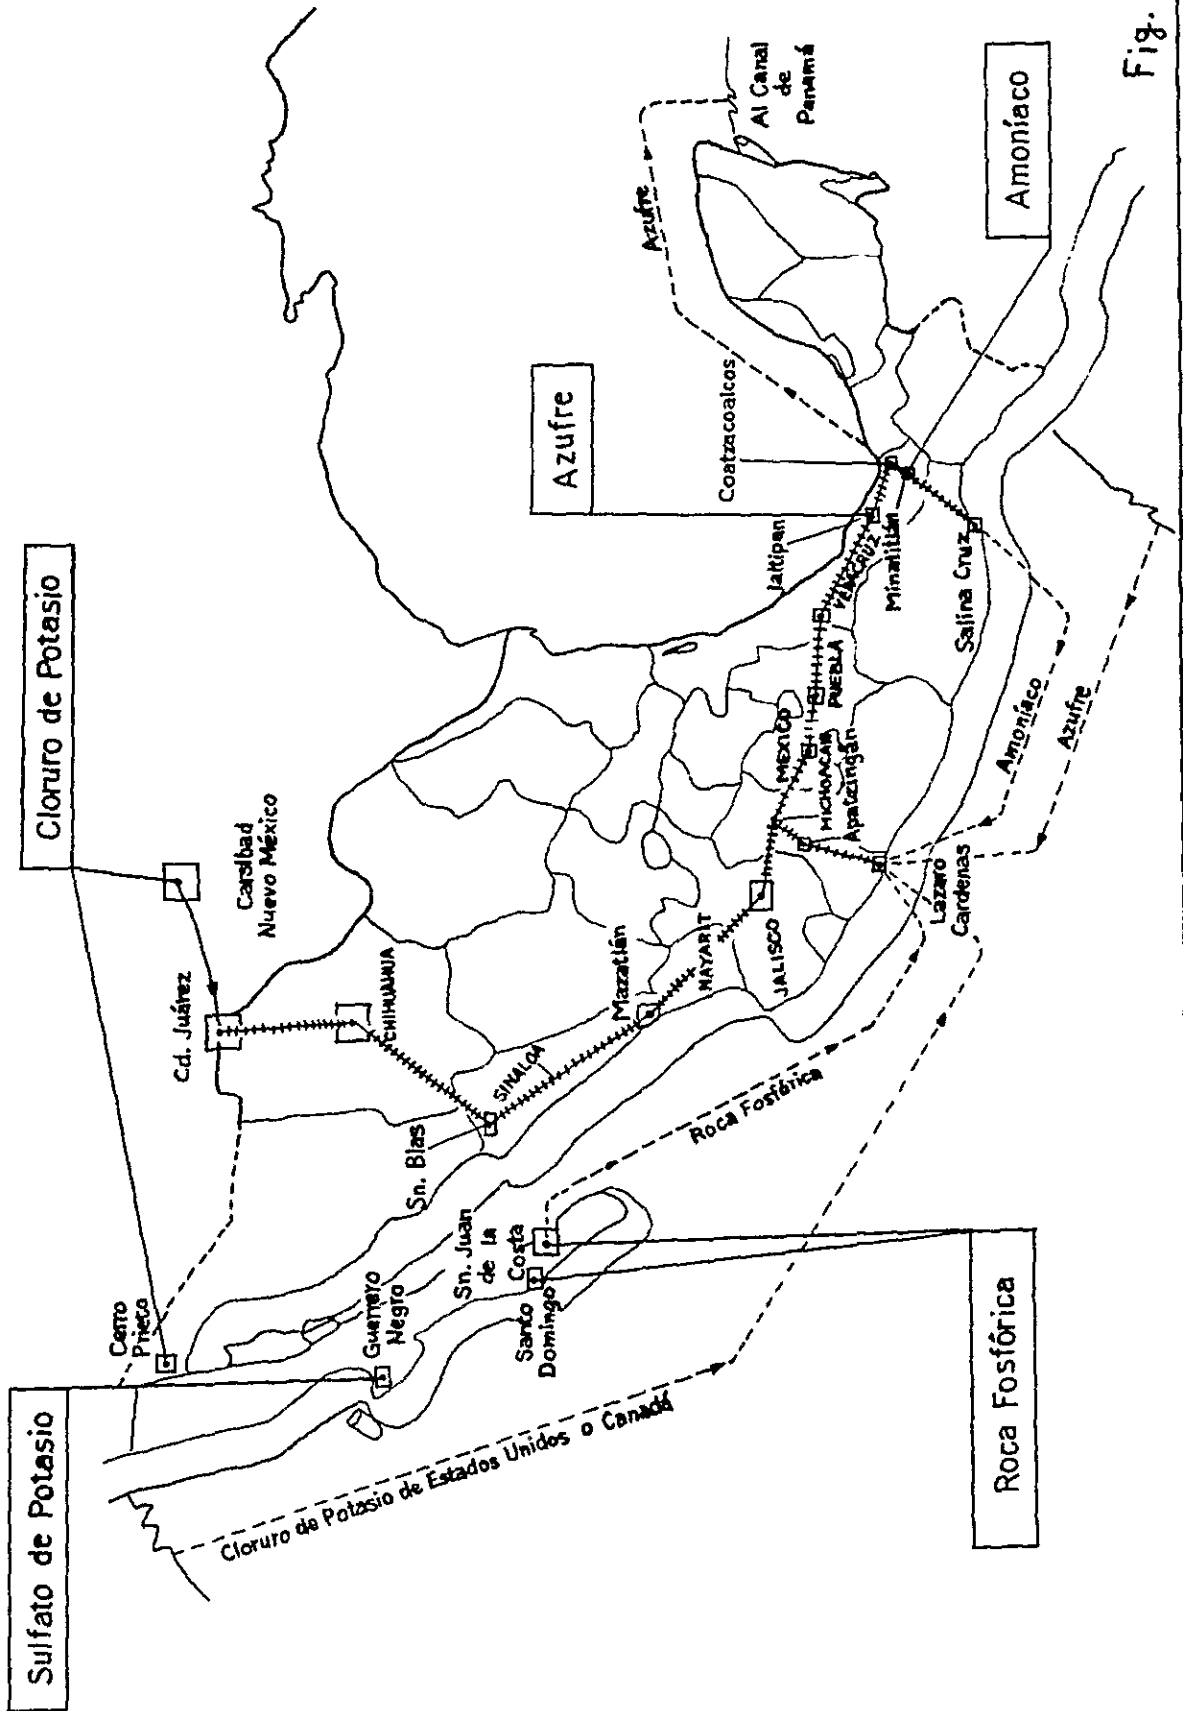 Sulfato de Potasio
Cloruro de Potasio
Cerro
Prieto
Cd. Juárez
Carslbad
Nuevo México
CHIHUAHUA
Guerrero
Negro
Sn. Blas
SINALOA
Sn. Juan
de la
Costa
Santo
Domingo
Mazatlán
NAYARIT
JALISCO
MEXICO
MICHOACAN
Apatzingán
PUEBLA
VERACRUZ
Jaltipan
Azufre
Coatzacoalcos
Minatitlán
Salina Cruz
Lazaro
Cardenas
Azufre
Al Canal
de
Panamá
Amoníaco
Roca Fosfórica
Amoníaco
Azufre
Cloruro de Potasio de Estados Unidos o Canadá
Roca Fosfórica
Fig.